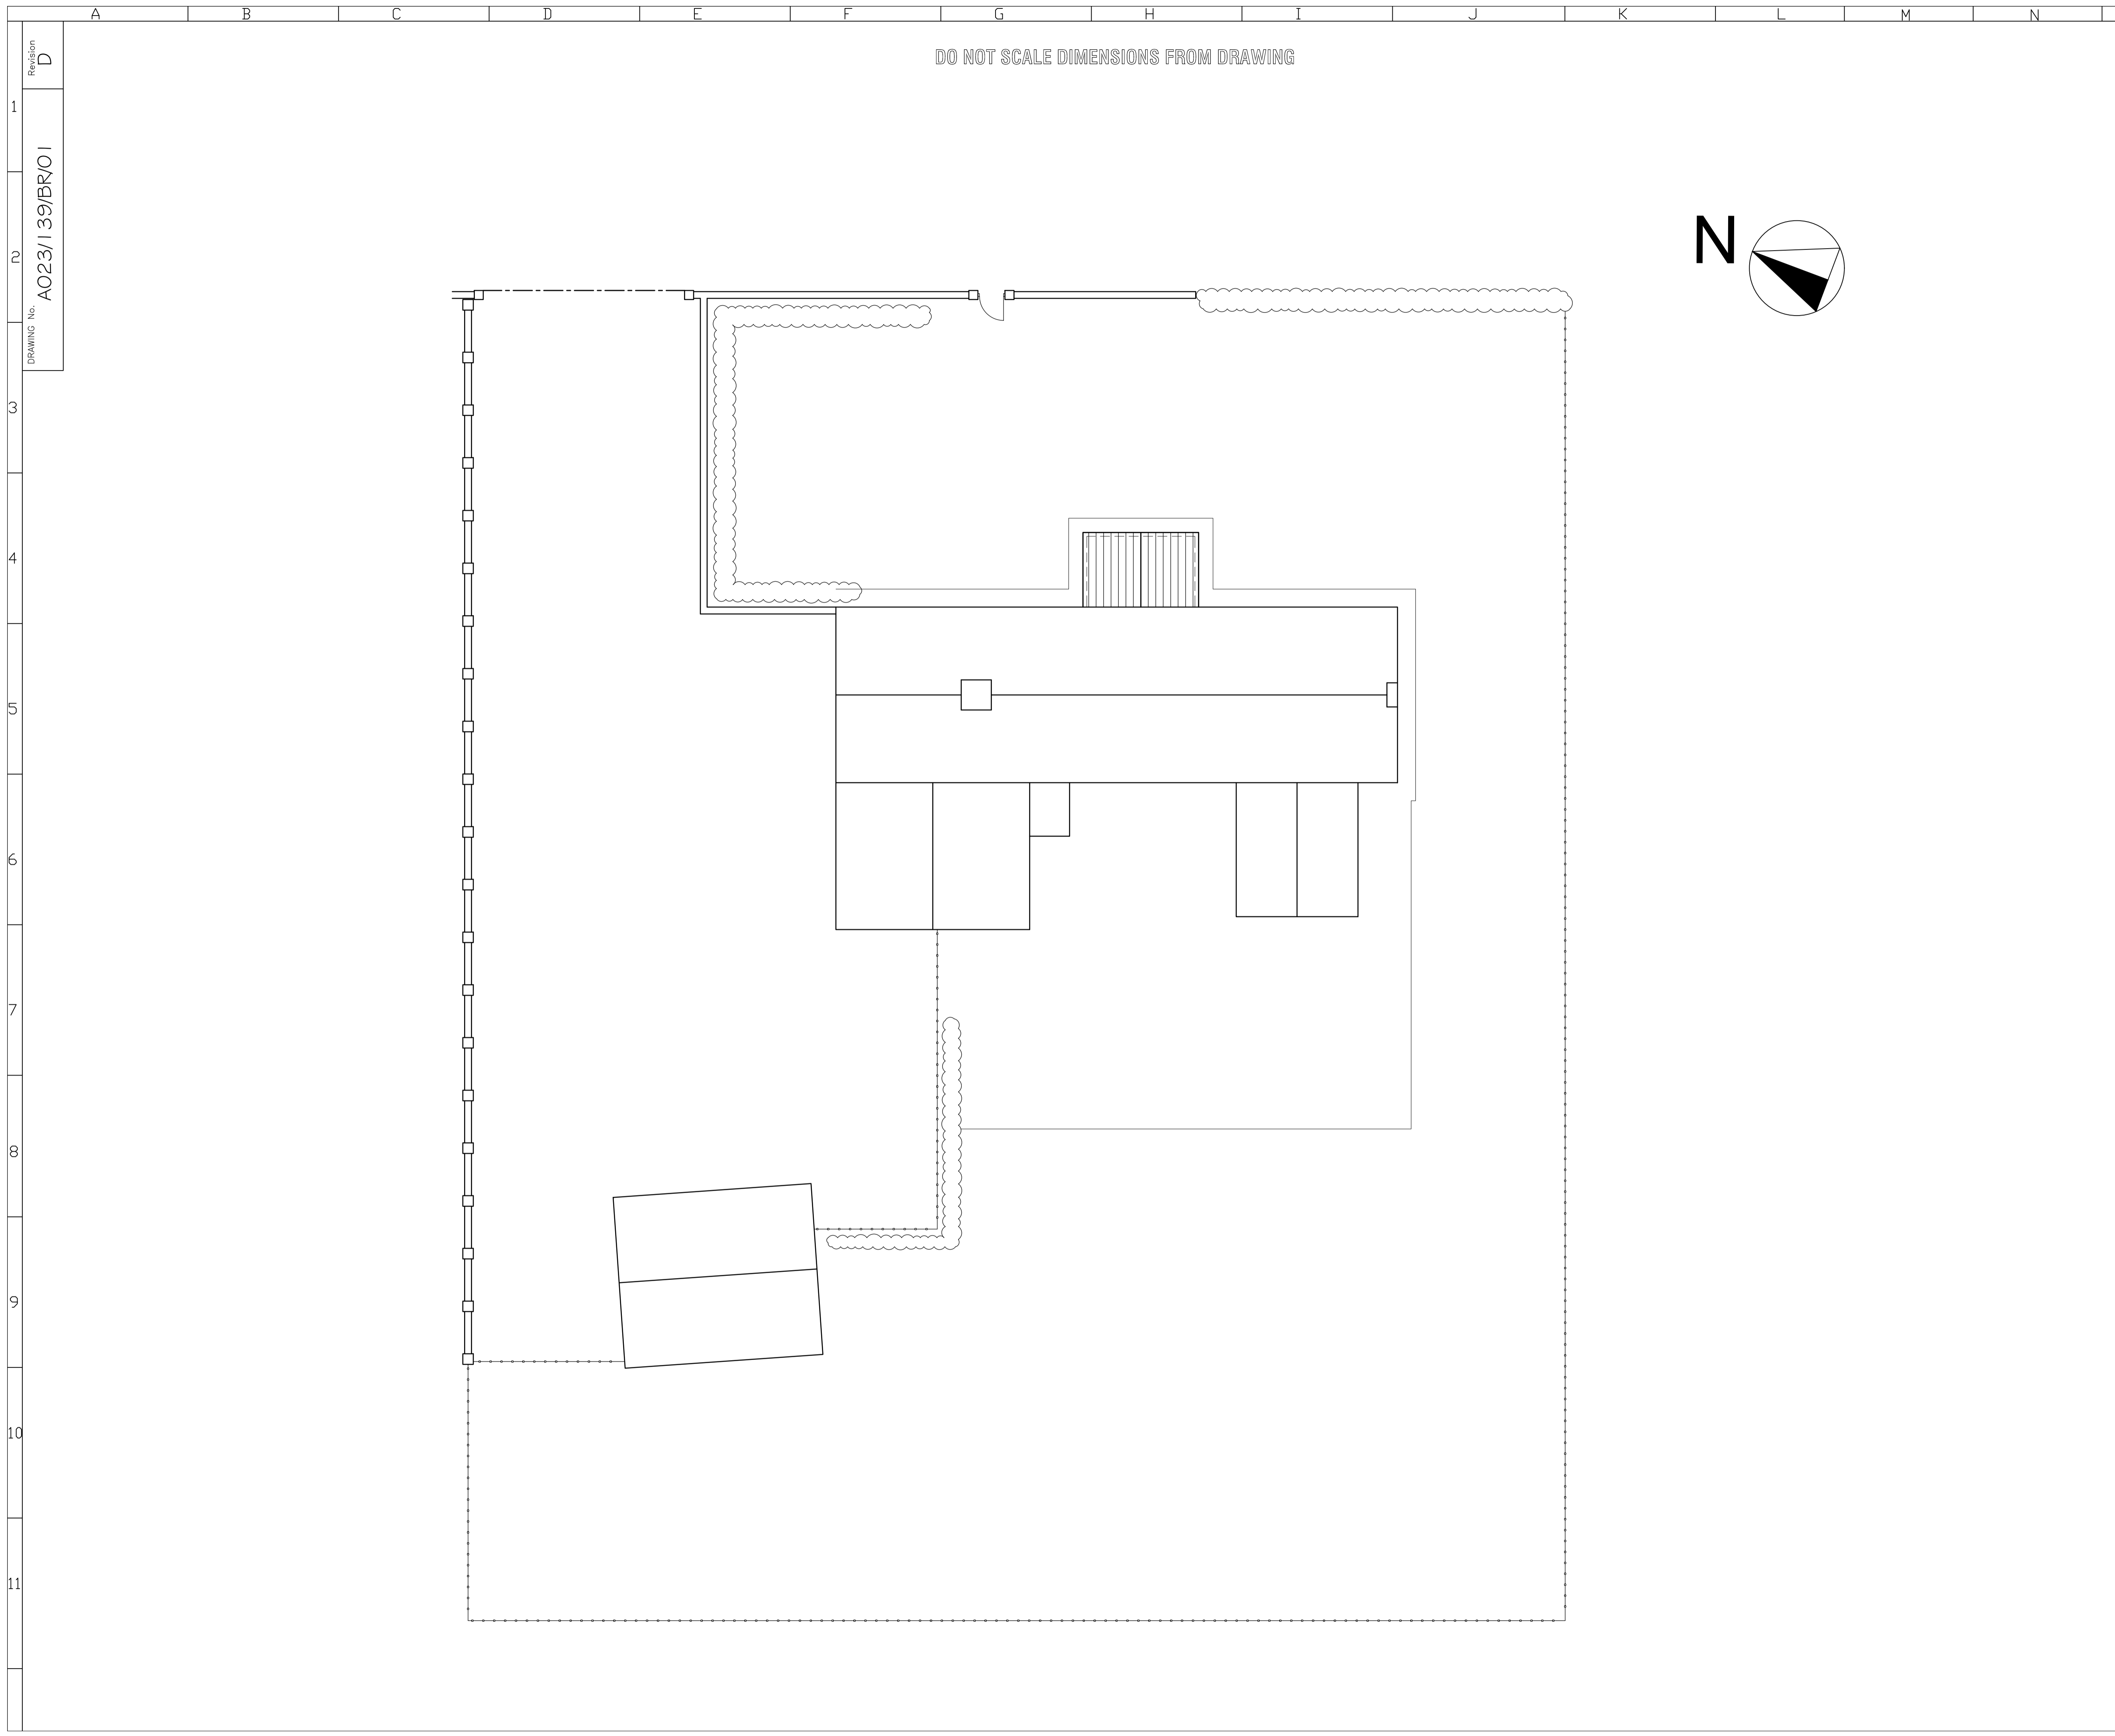 A B C D E F G H I J K L M N
DO NOT SCALE DIMENSIONS FROM DRAWING
Revision
D
DRAWING No.
A023/139/BR/01
N
1
2
3
4
5
6
7
8
9
10
11